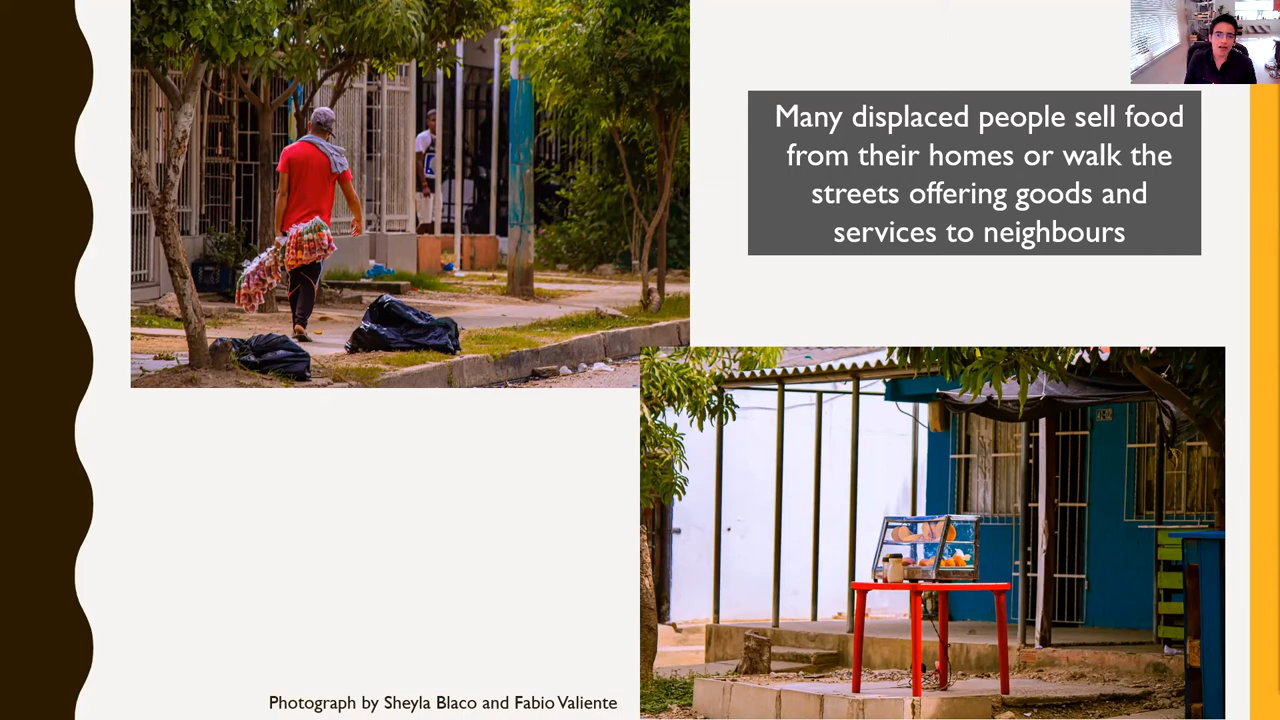 Many displaced people sell food
from their homes or walk the
streets offering goods and
services to neighbours
Photograph by Sheyla Blaco and Fabio Valiente